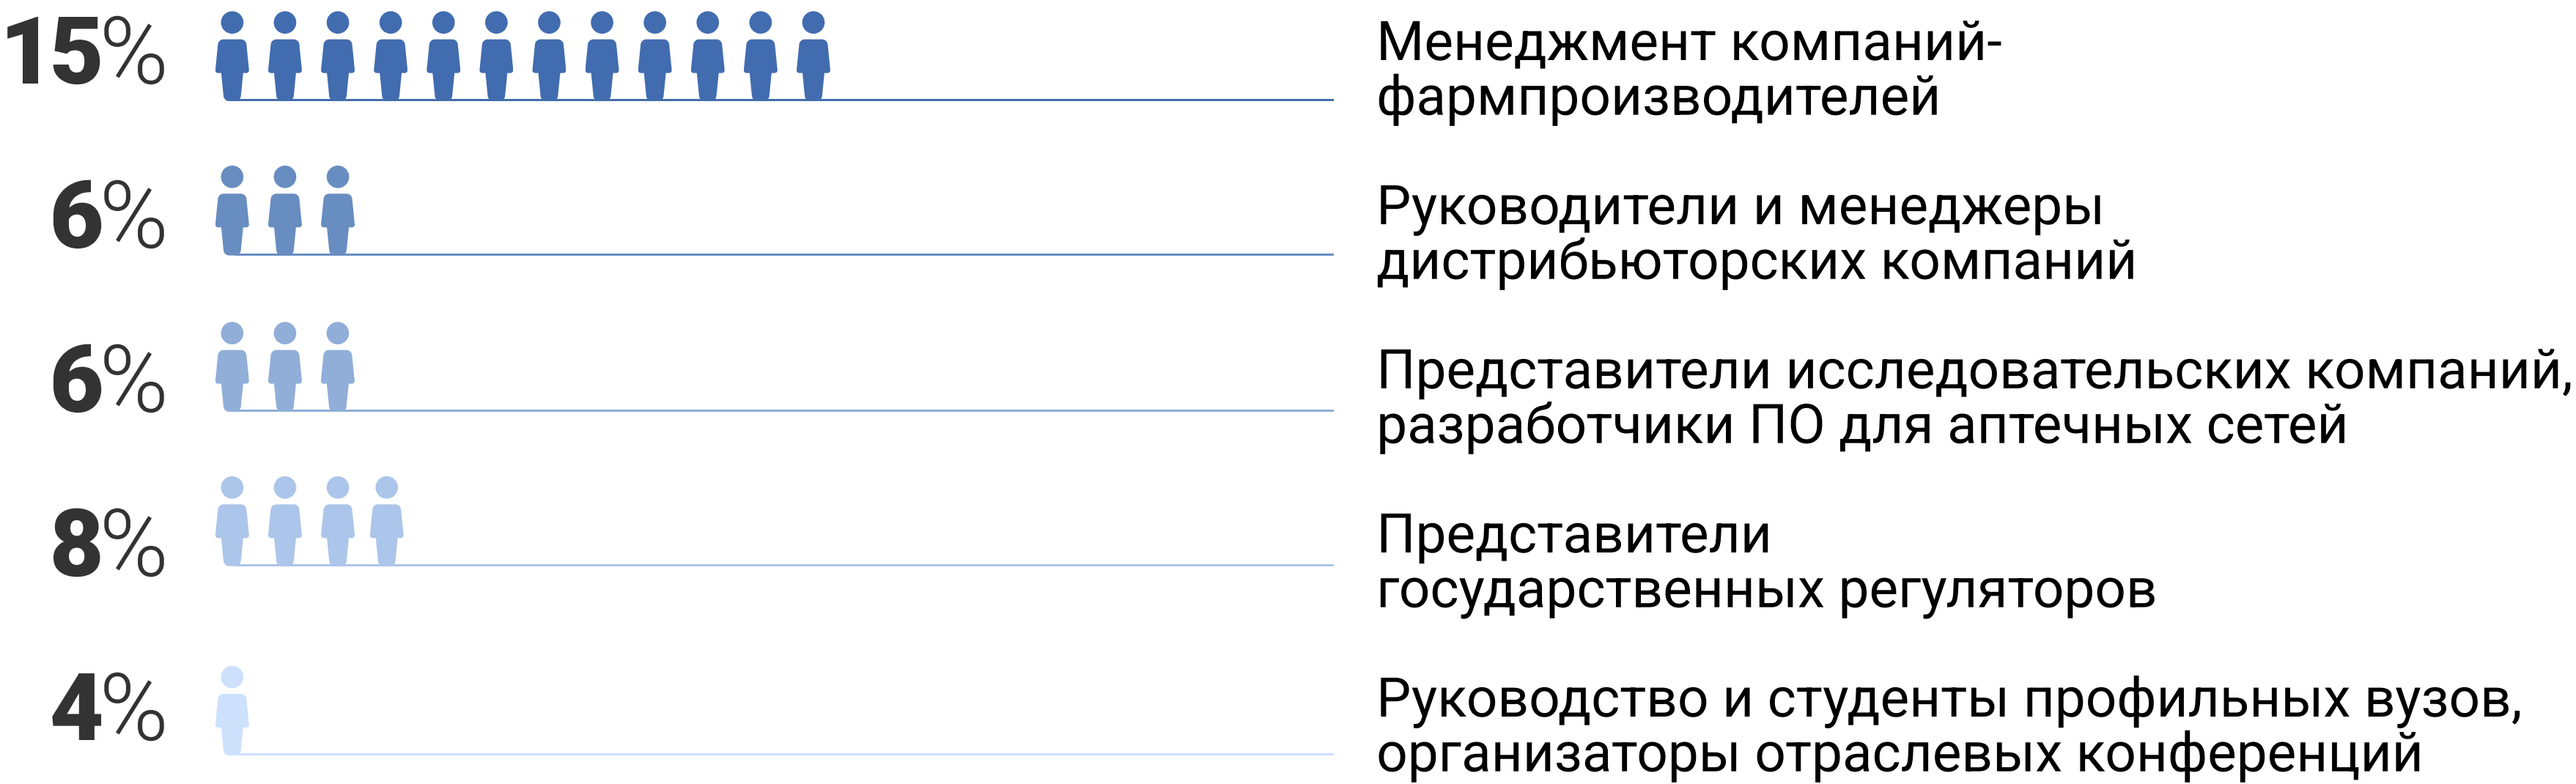 15%
Менеджмент компаний-
фармпроизводителей
6%
Руководители и менеджеры
дистрибьюторских компаний
6%
Представители исследовательских компаний,
разработчики ПО для аптечных сетей
8%
Представители
государственных регуляторов
4%
Руководство и студенты профильных вузов,
организаторы отраслевых конференций